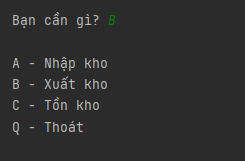 Bạn cần gì? B
A - Nhập kho
B - Xuất kho
C - Tồn kho
Q - Thoát